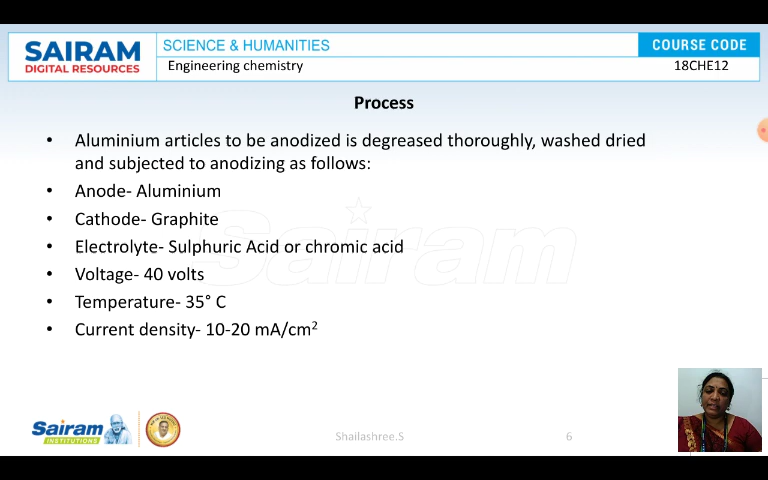 SAIRAM
DIGITAL RESOURCES
SCIENCE & HUMANITIES
COURSE CODE
Engineering chemistry
18CHE12
Process
• Aluminium articles to be anodized is degreased thoroughly, washed dried
and subjected to anodizing as follows:
• Anode- Aluminium
• Cathode- Graphite
• Electrolyte- Sulphuric Acid or chromic acid
• Voltage- 40 volts
• Temperature- 35° C
• Current density- 10-20 mA/cm²
Sairam
Sairam
INSTITUTIONS
Shailashree.S
6